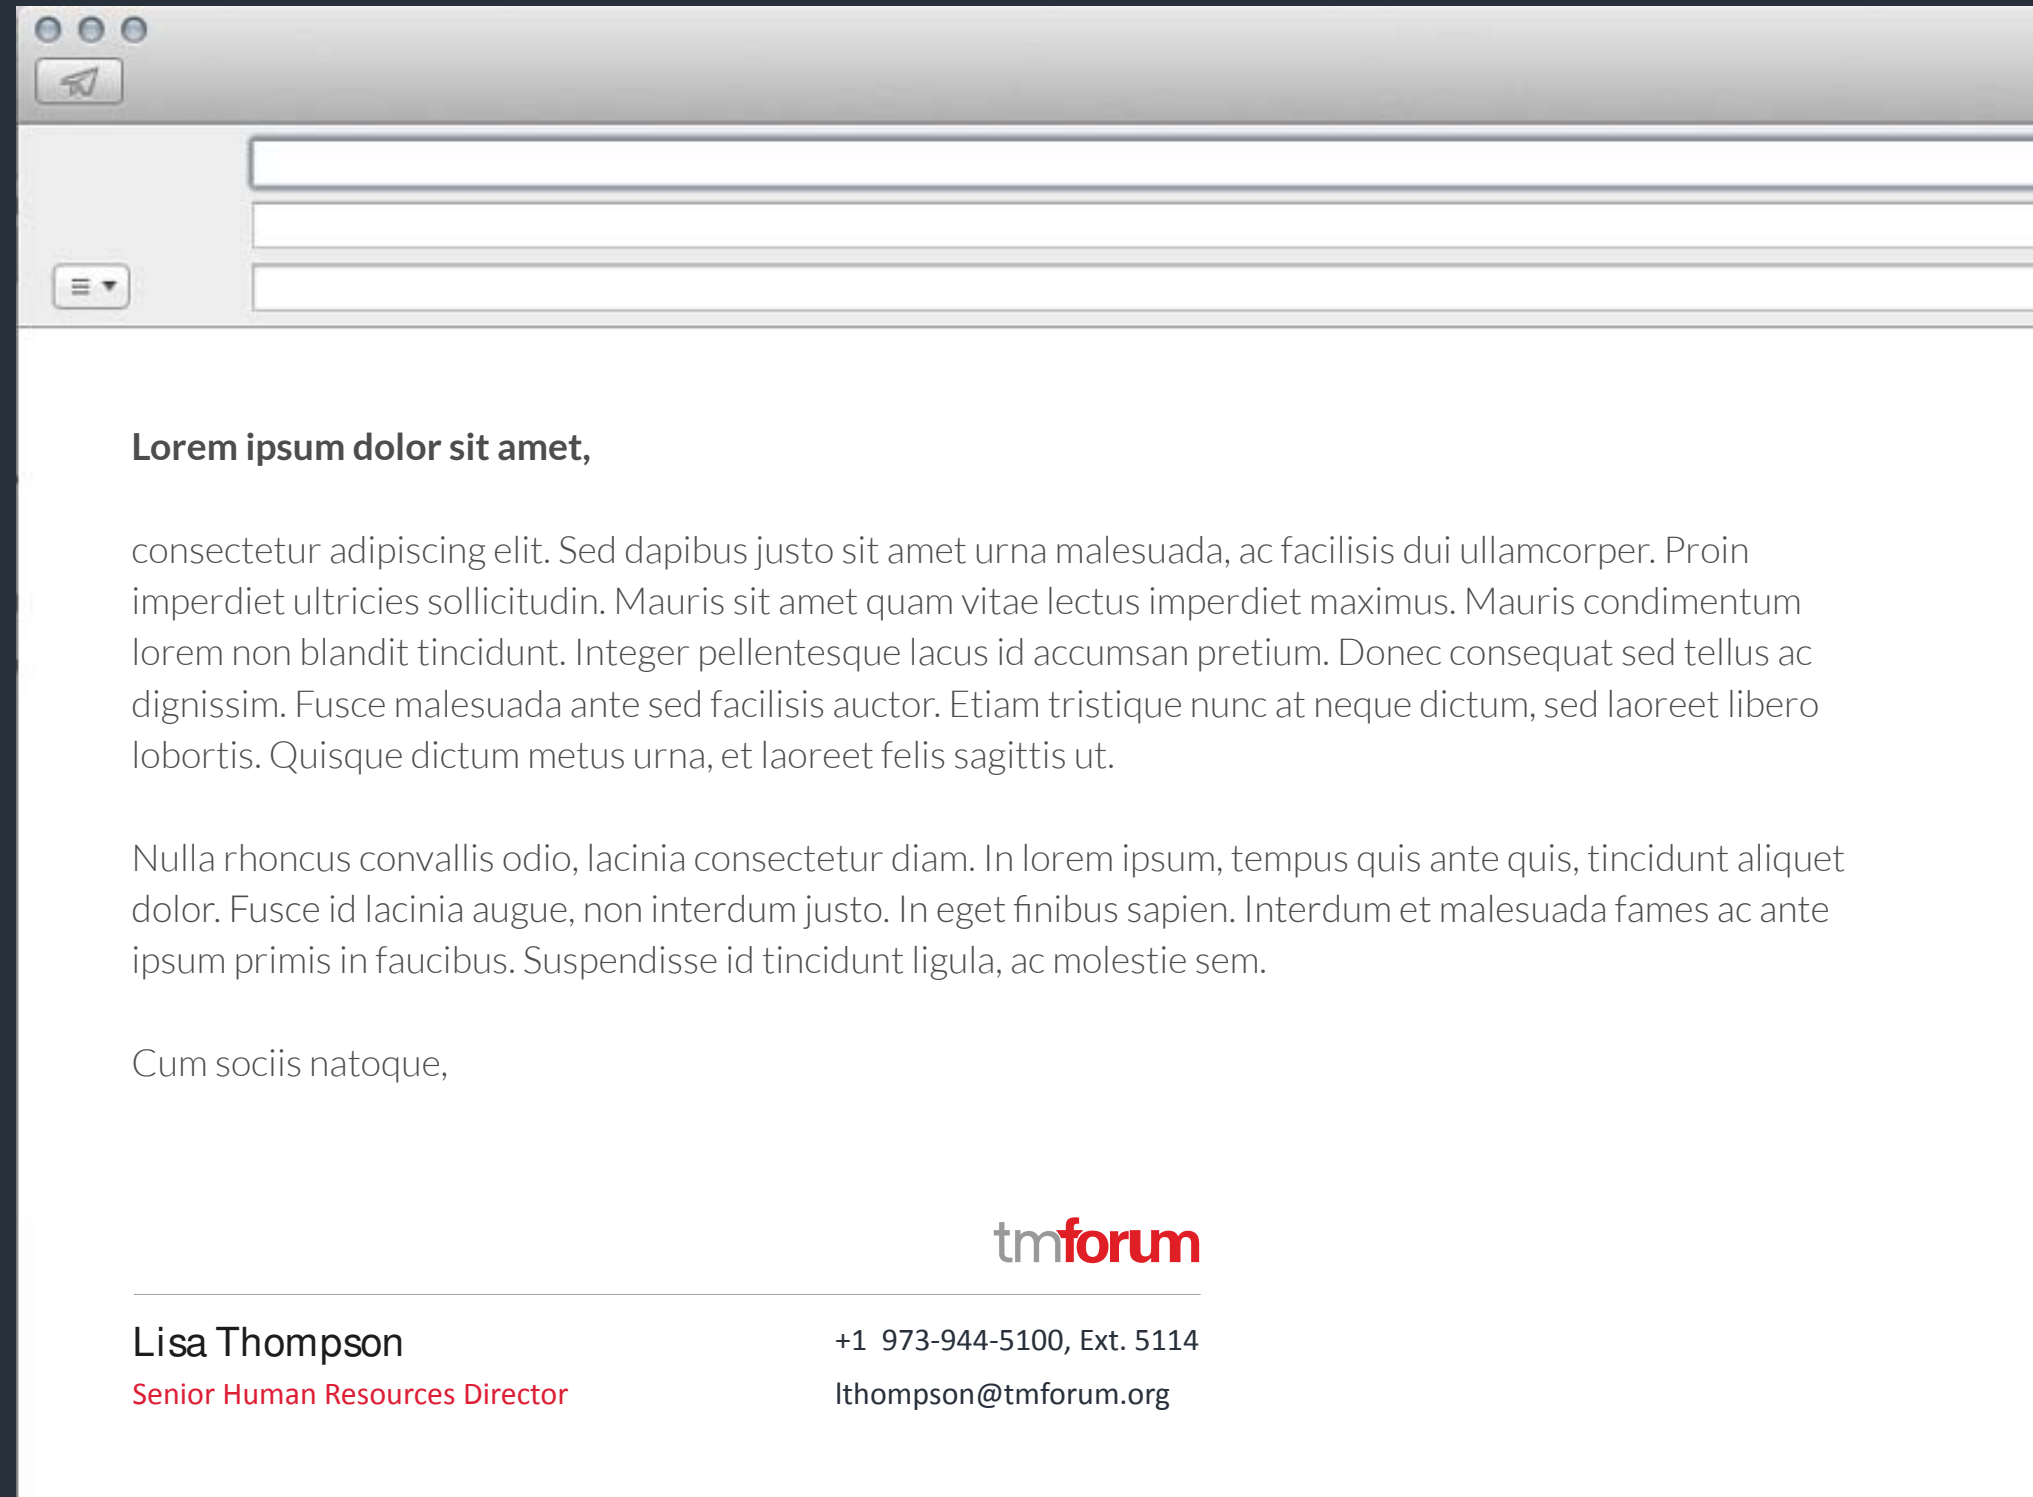 Lorem ipsum dolor sit amet,
consectetur adipiscing elit. Sed dapibus justo sit amet urna malesuada, ac facilisis dui ullamcorper. Proin
imperdiet ultricies sollicitudin. Mauris sit amet quam vitae lectus imperdiet maximus. Mauris condimentum
lorem non blandit tincidunt. Integer pellentesque lacus id accumsan pretium. Donec consequat sed tellus ac
dignissim. Fusce malesuada ante sed facilisis auctor. Etiam tristique nunc at neque dictum, sed laoreet libero
lobortis. Quisque dictum metus urna, et laoreet felis sagittis ut.
Nulla rhoncus convallis odio, lacinia consectetur diam. In lorem ipsum, tempus quis ante quis, tincidunt aliquet
dolor. Fusce id lacinia augue, non interdum justo. In eget finibus sapien. Interdum et malesuada fames ac ante
ipsum primis in faucibus. Suspendisse id tincidunt ligula, ac molestie sem.
Cum sociis natoque,
tmforum
Lisa Thompson
Senior Human Resources Director
+1 973-944-5100, Ext. 5114
lthompson@tmforum.org